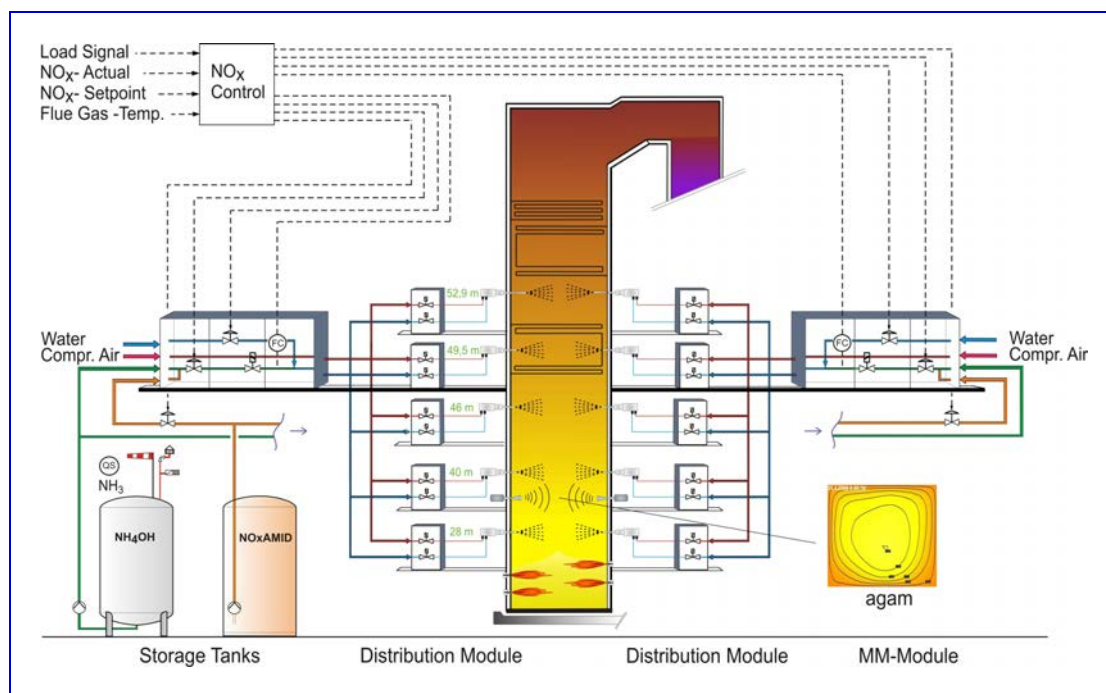 Load Signal
NOX- Actual
NOX- Setpoint
Flue Gas -Temp.
NOX
Control
52,9 m
49,5 m
46 m
40 m
28 m
Water
Compr. Air
FC
FC
Water
Compr. Air
QS
NH3
NH4OH
NOxAMID
agam
Storage Tanks
Distribution Module
Distribution Module
MM-Module